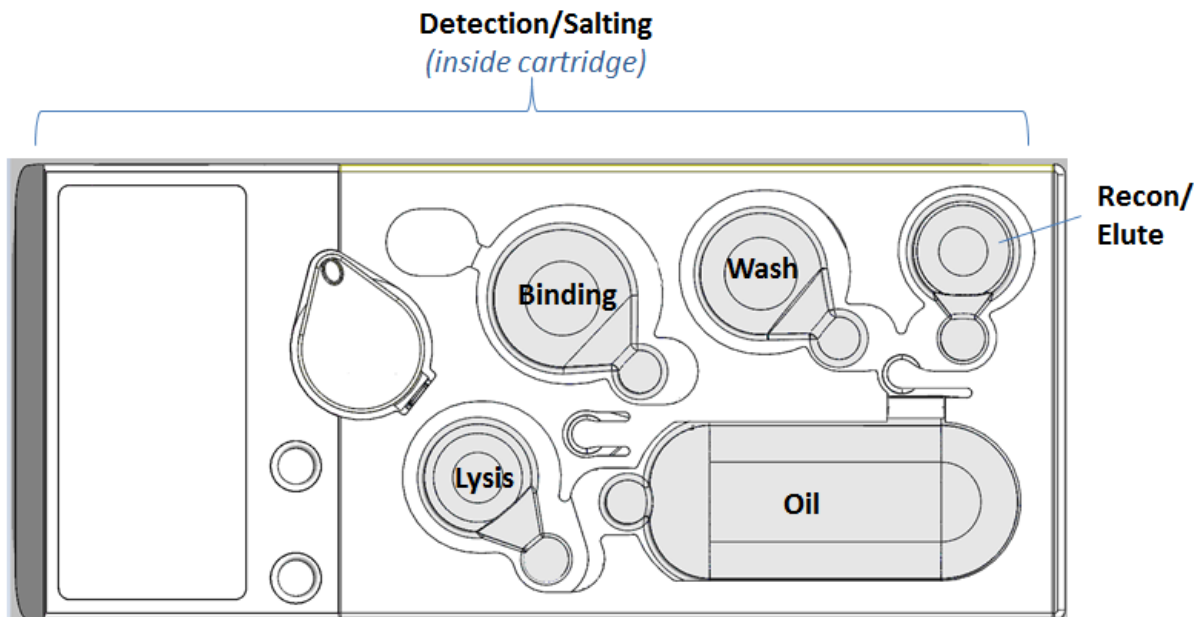 Detection/Salting
(inside cartridge)
Recon/
Elute
Wash
Binding
Lysis
Oil